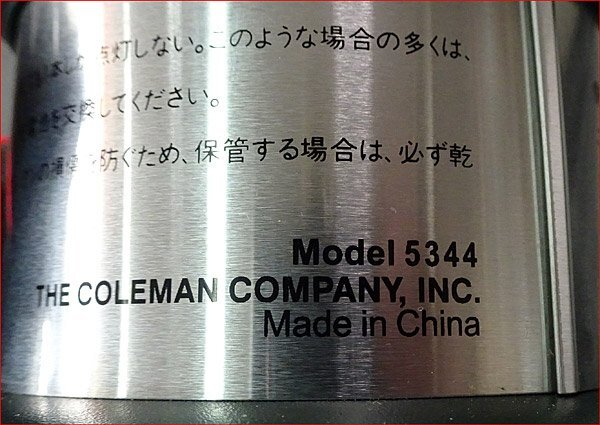 点灯しない。このような場合の多くは、
を交換してください。
を防ぐため、保管する場合は、必ず乾
Model 5344
THE COLEMAN COMPANY, INC.
Made in China